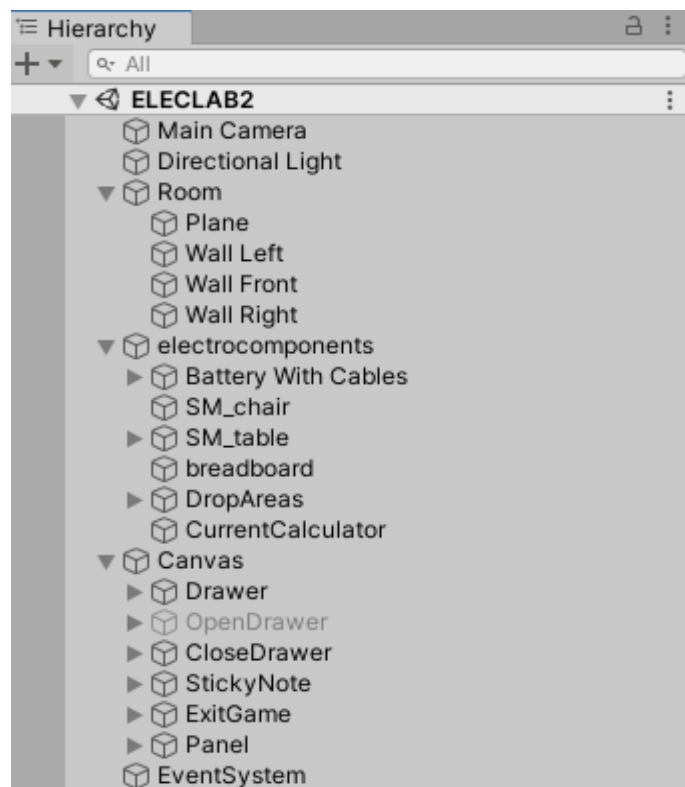 Hierarchy
All
ELECLAB2
Main Camera
Directional Light
Room
Plane
Wall Left
Wall Front
Wall Right
electrocomponents
Battery With Cables
SM_chair
SM_table
breadboard
DropAreas
CurrentCalculator
Canvas
Drawer
OpenDrawer
CloseDrawer
StickyNote
ExitGame
Panel
EventSystem